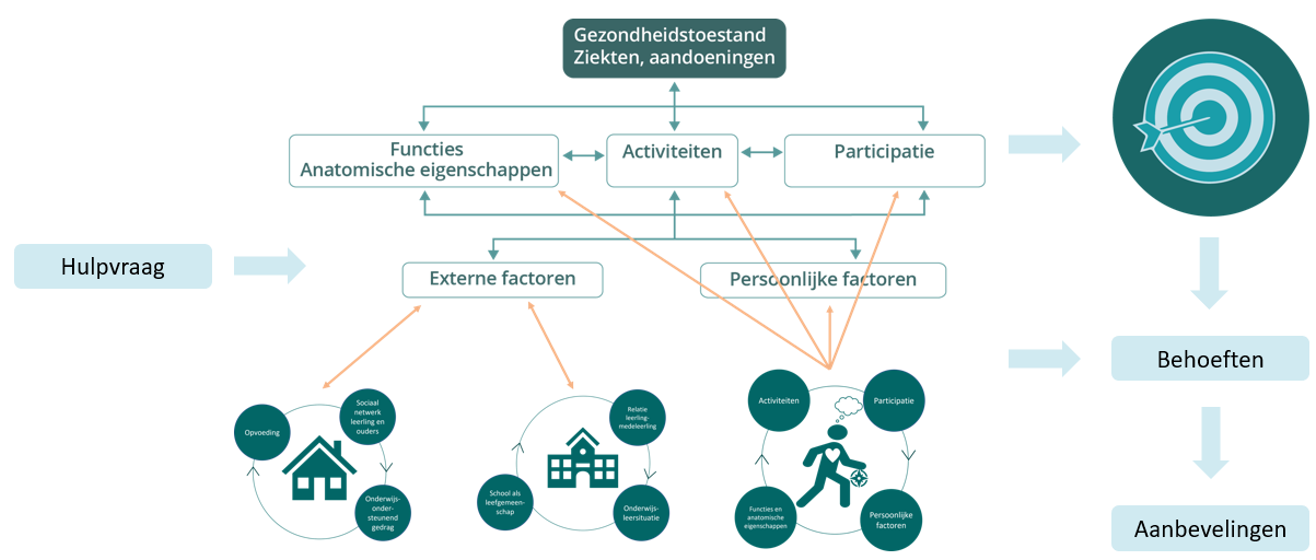 Gezondheidstoestand
Ziekten, aandoeningen
Functies
Anatomische eigenschappen
Activiteiten
Participatie
Hulpvraag
Externe factoren
Persoonlijke factoren
Behoeften
Aanbevelingen
Opvoeding
Sociaal
netwerk
leerling en
ouders
Onderwijs-
onder-
steunend
gedrag
Relatie
leerling-
medeleerling
School als
leefgemeen-
schap
Onderwijs-
leersituatie
Activiteiten
Participatie
Functies en
anatomische
eigenschappen
Persoonlijke
factoren